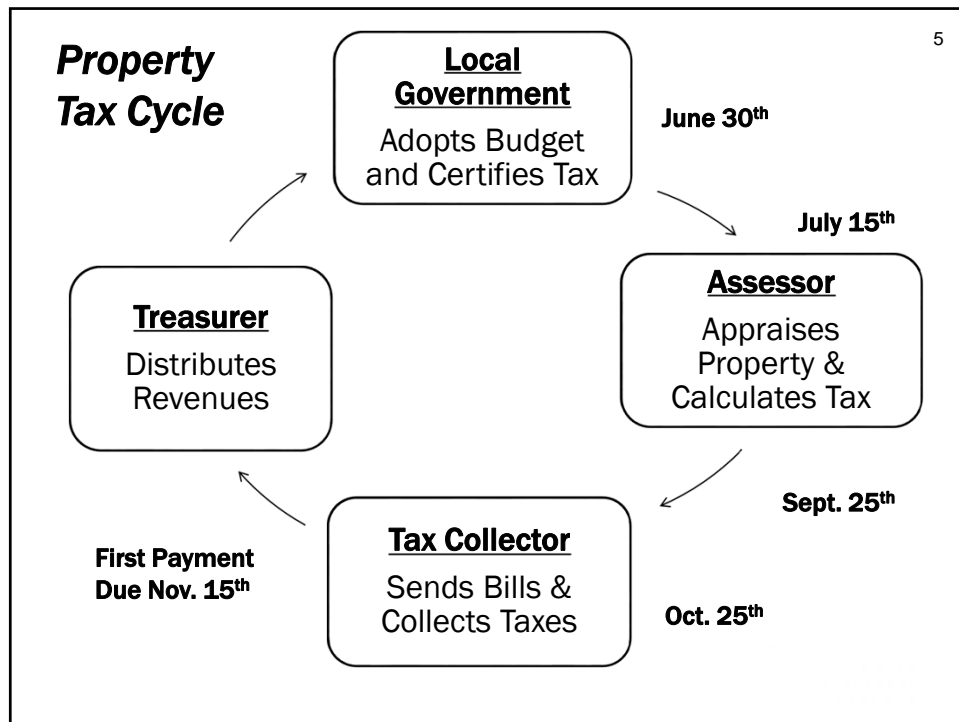 5
Property
Tax Cycle
Local
Government
Adopts Budget
and Certifies Tax
June 30th
July 15th
Assessor
Appraises
Property &
Calculates Tax
Sept. 25th
Tax Collector
Sends Bills &
Collects Taxes
Oct. 25th
First Payment
Due Nov. 15th
Treasurer
Distributes
Revenues